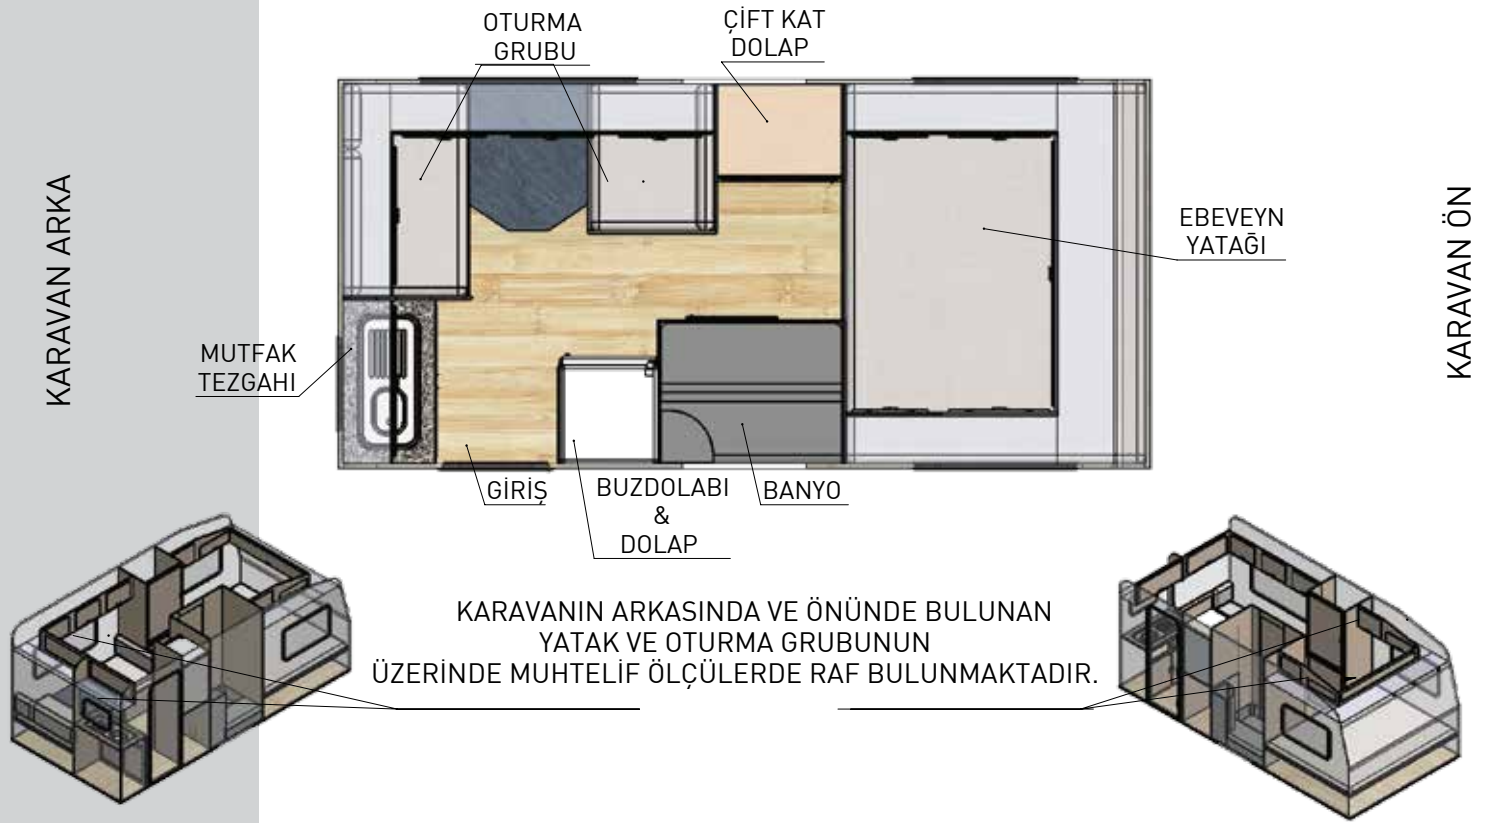 OTURMA
GRUBU
ÇİFT KAT
DOLAP
KARAVAN ARKA
EBEVEYN
YATAĞI
KARAVAN ÖN
MUTFAK
TEZGAHI
GİRİŞ
BUZDOLABI
&
DOLAP
BANYO
KARAVANIN ARKASINDA VE ÖNÜNDE BULUNAN
YATAK VE OTURMA GRUBUNUN
ÜZERİNDE MUHTELİF ÖLÇÜLERDE RAF BULUNMAKTADIR.